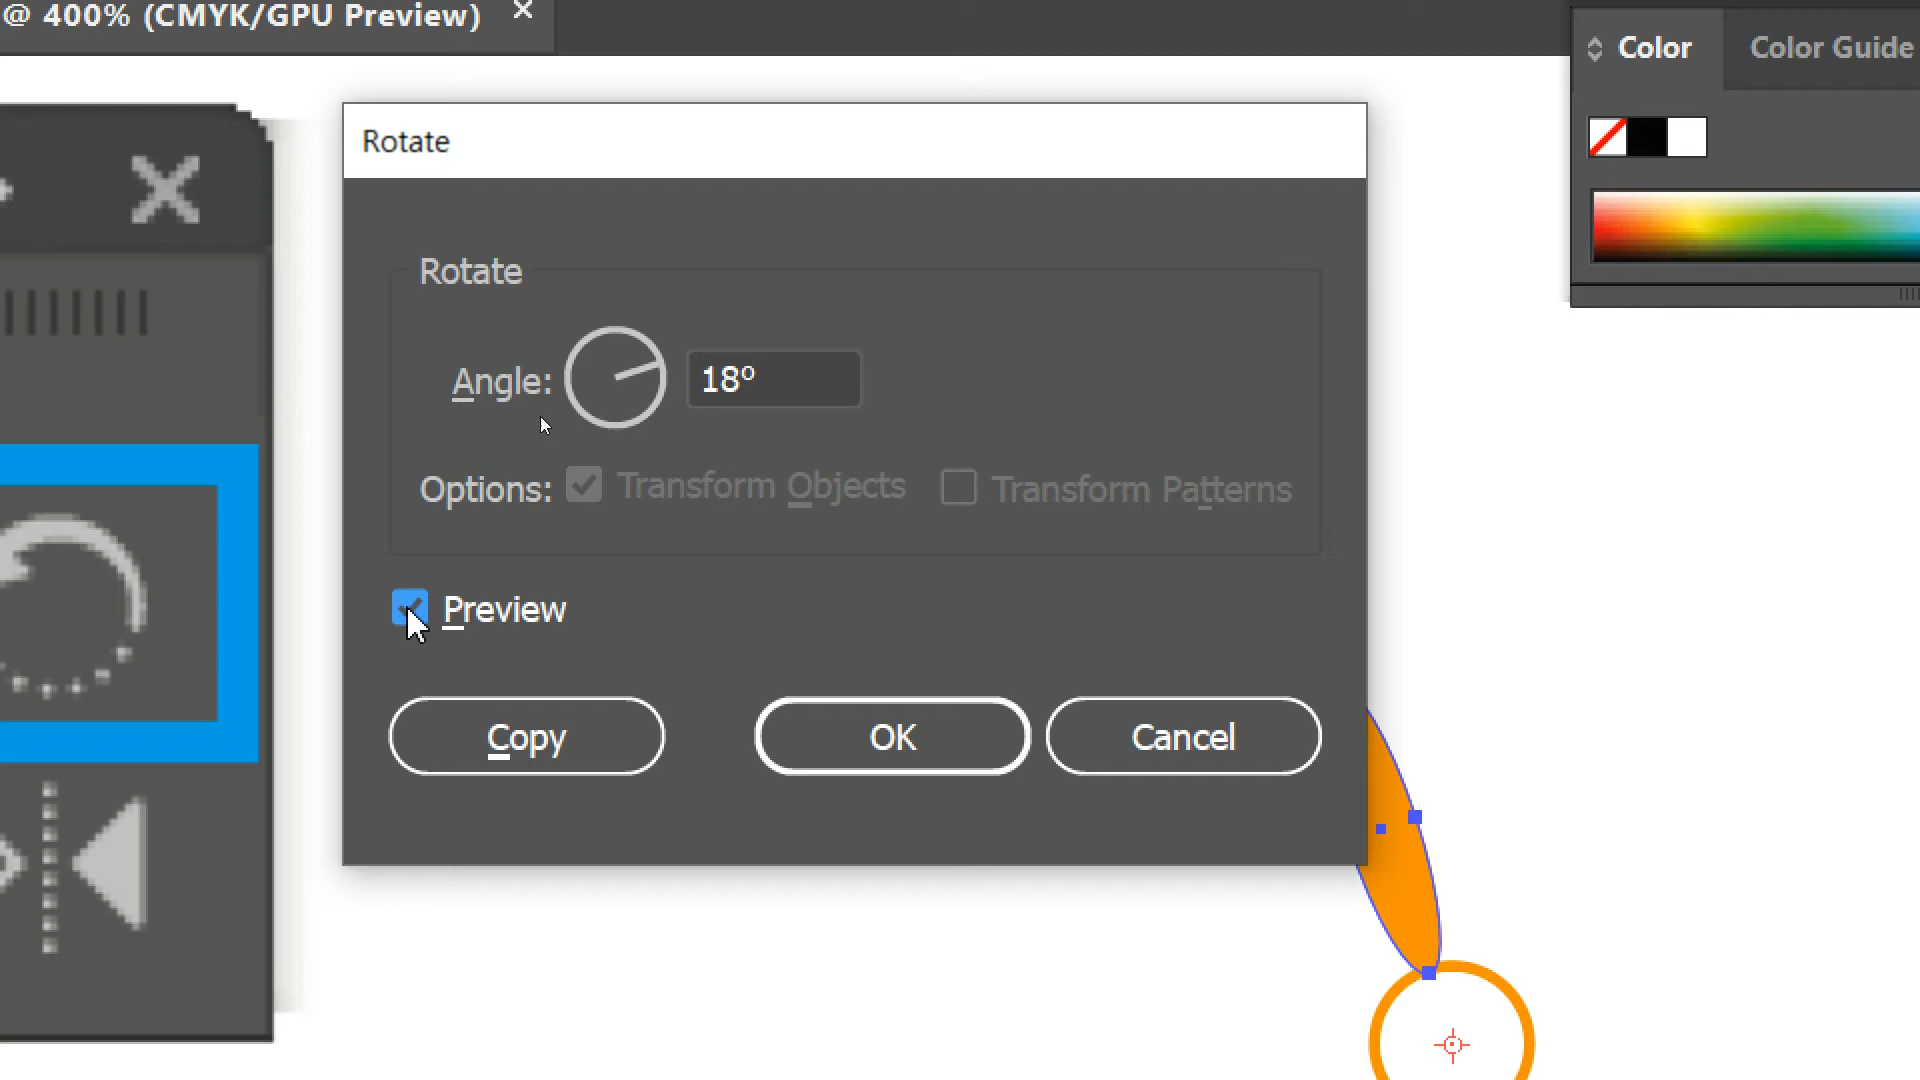 @ 400% (CMYK/GPU Preview)
Color
Color Guide
Rotate
Rotate
Angle:
18º
Options:
Transform Objects
Transform Patterns
Preview
Copy
OK
Cancel